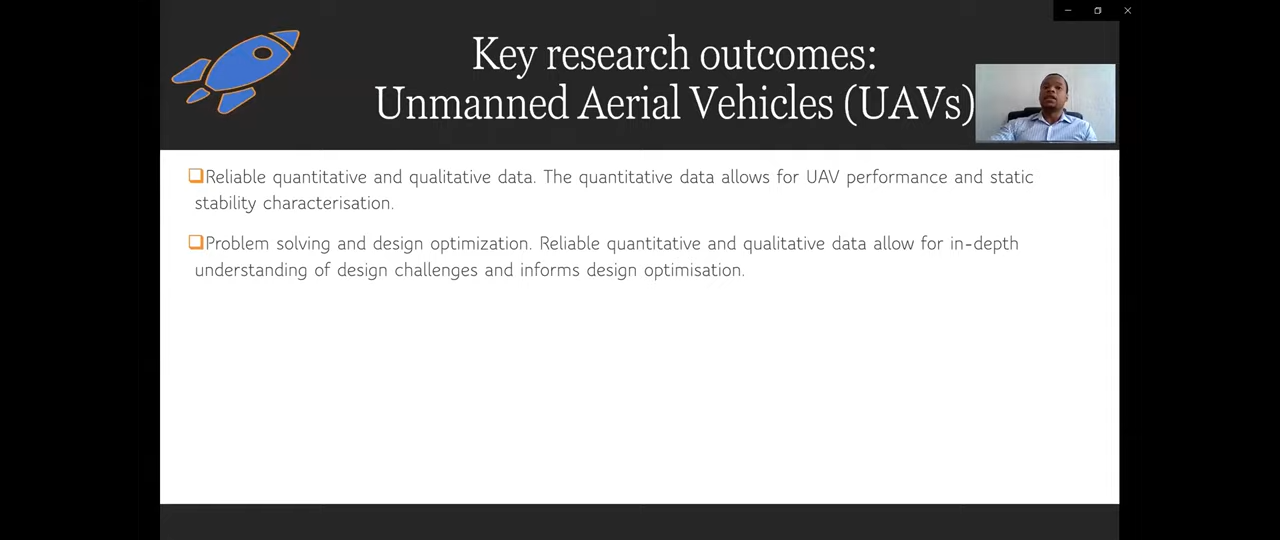 Key research outcomes:
Unmanned Aerial Vehicles (UAVs)
Reliable quantitative and qualitative data. The quantitative data allows for UAV performance and static
stability characterisation.
Problem solving and design optimization. Reliable quantitative and qualitative data allow for in-depth
understanding of design challenges and informs design optimisation.